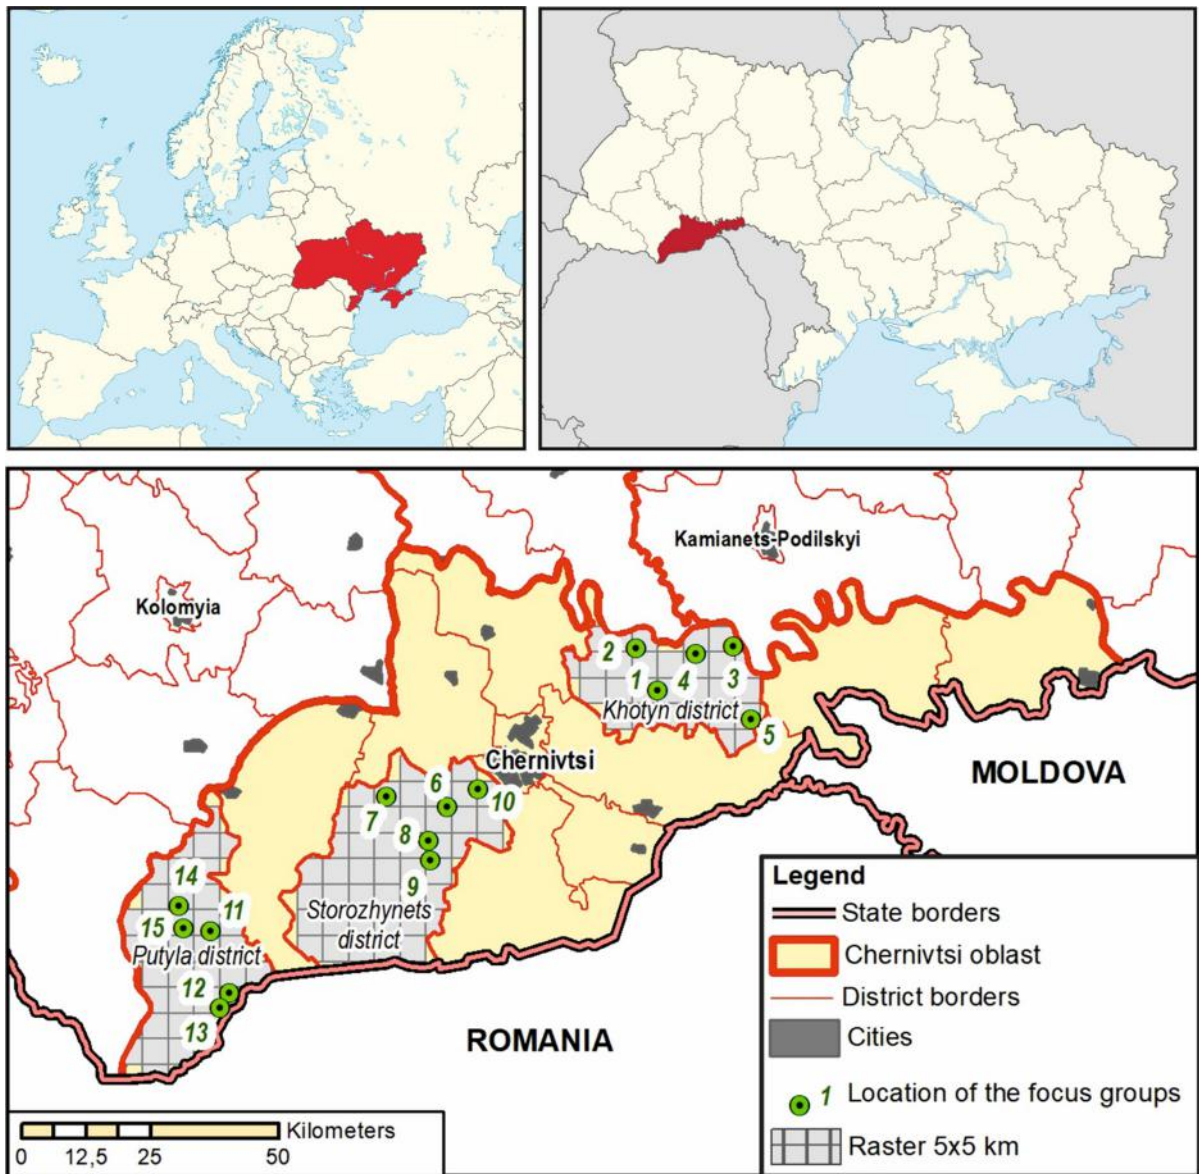 Kamianets-Podilskyi
Kolomyia
2
1
4
3
Khotyn district
5
Chernivtsi
MOLDOVA
6
10
7
8
9
14
11
15
Storozhynets
district
Putyla district
12
13
ROMANIA
Legend
State borders
Chernivtsi oblast
District borders
Cities
1 Location of the focus groups
Raster 5x5 km
Kilometers
0 12,5 25 50